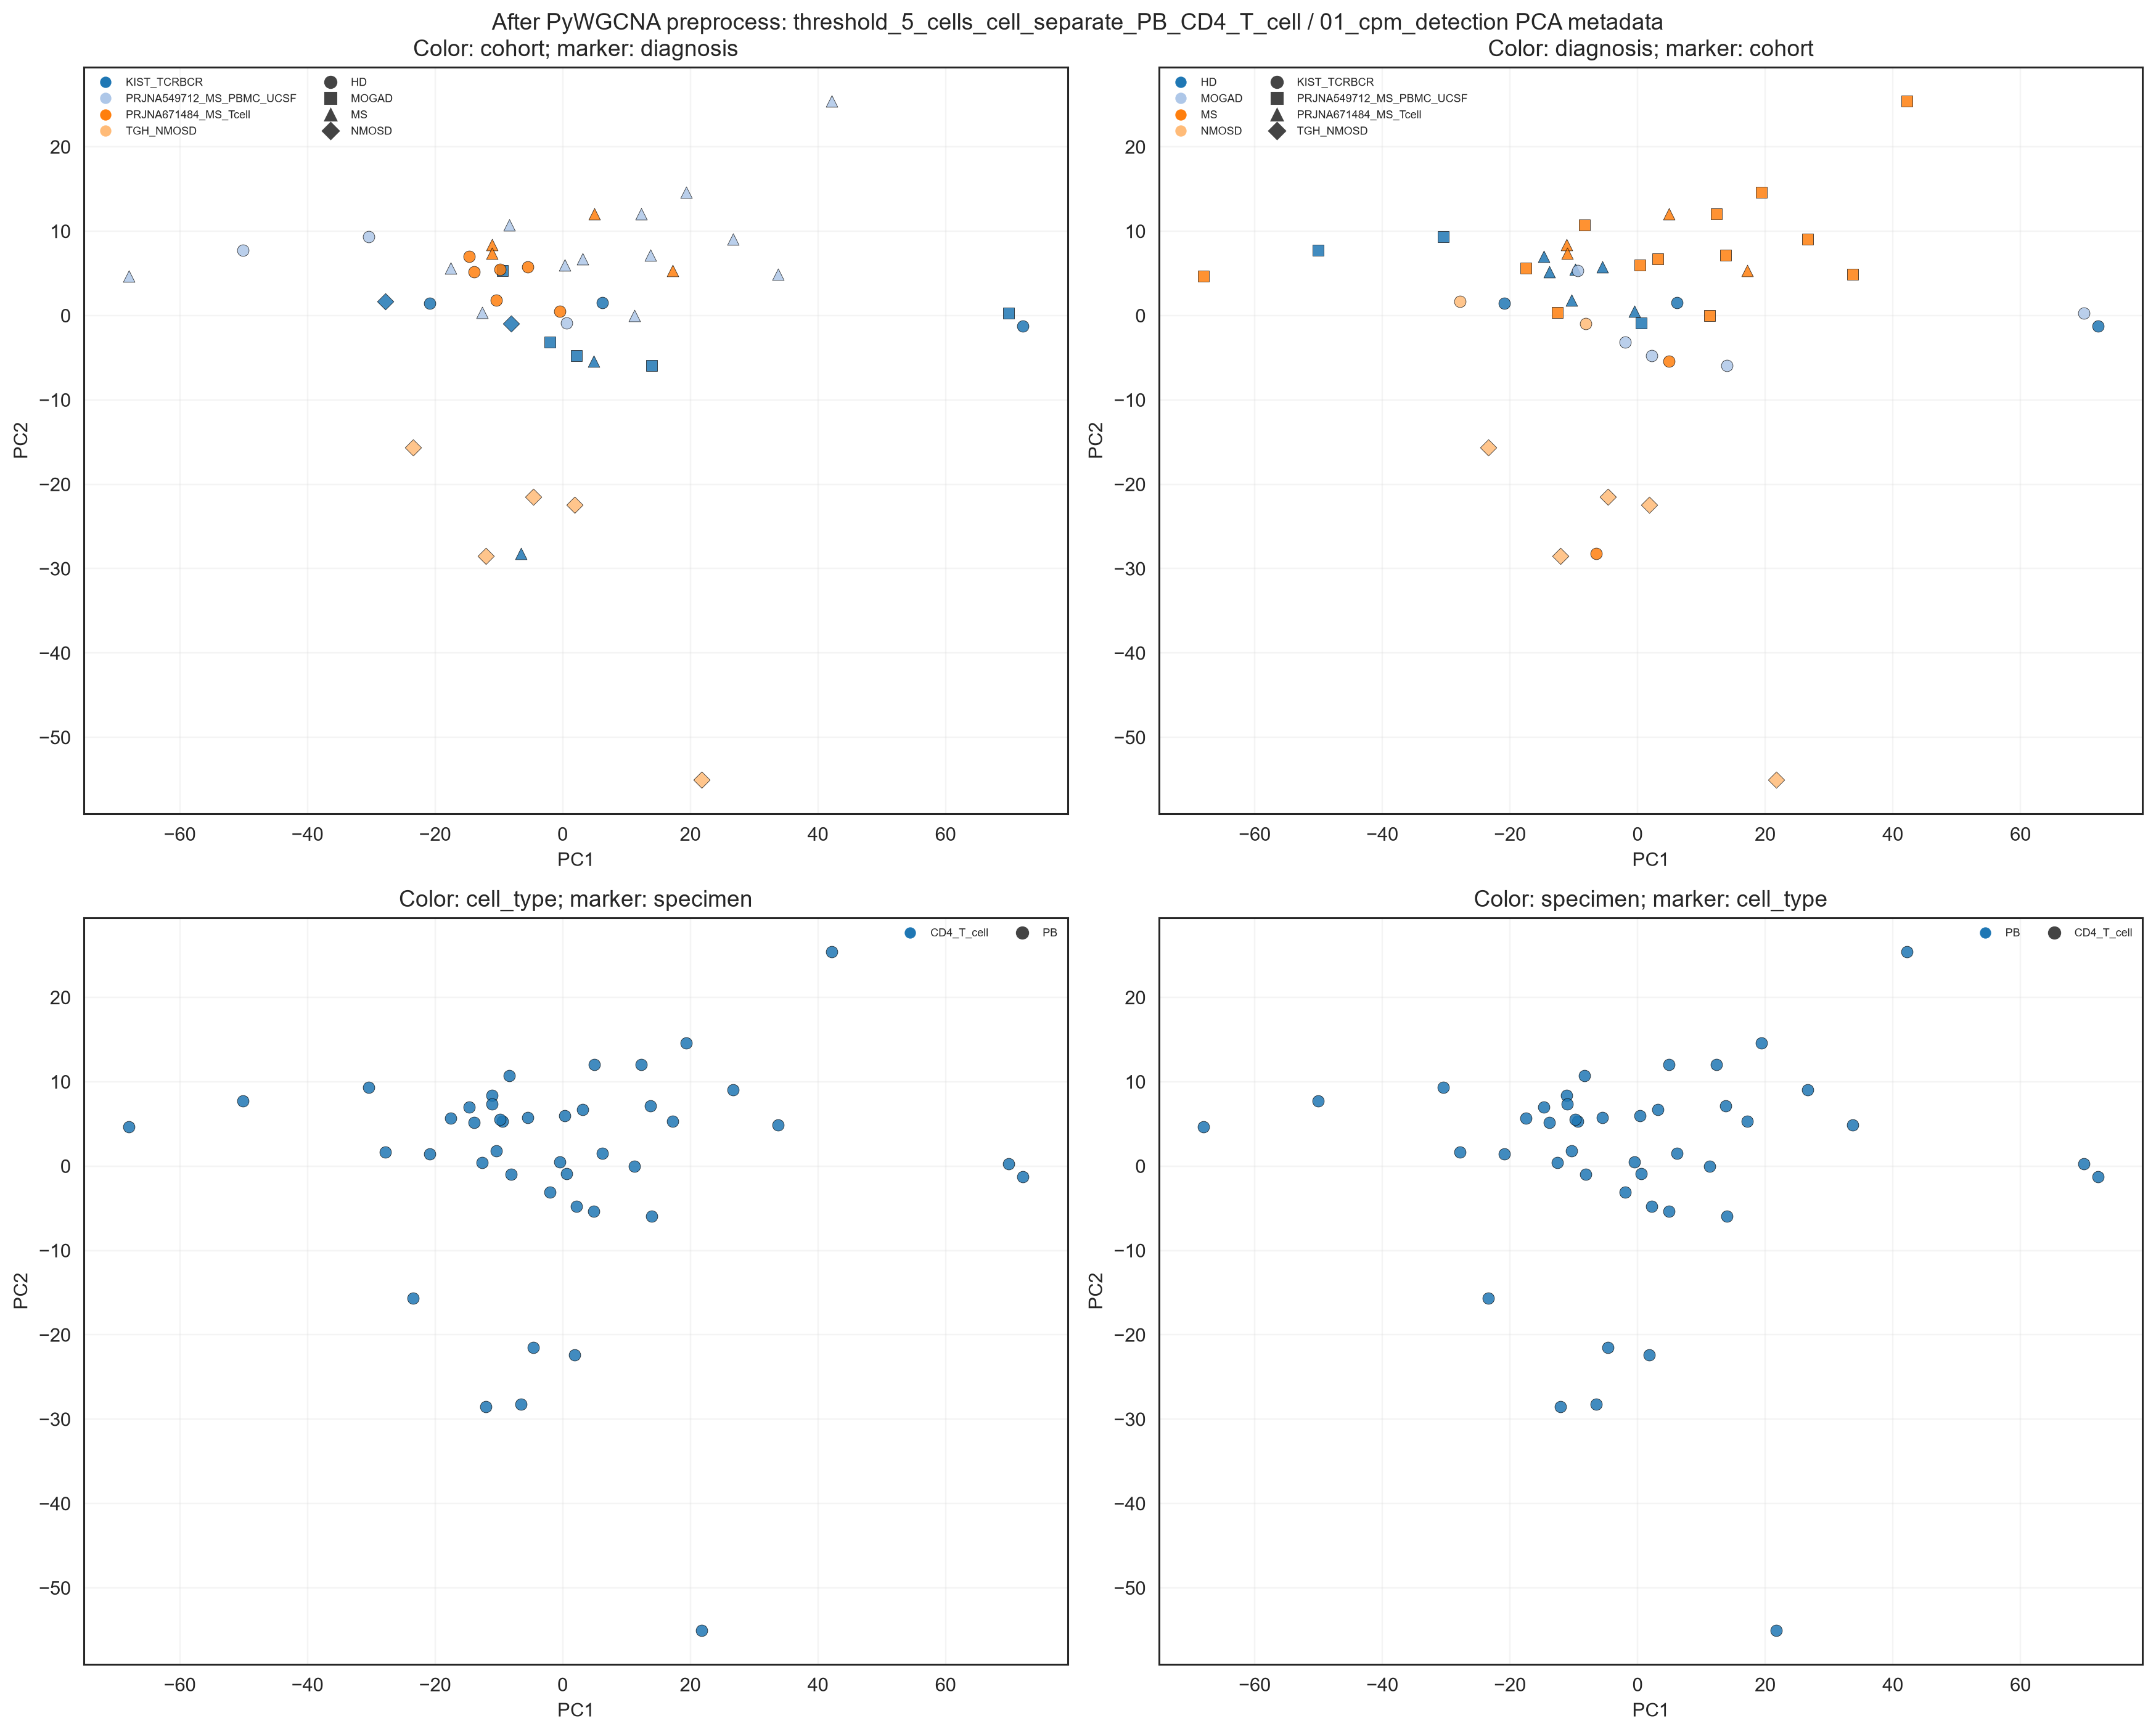 After PyWGCNA preprocess: threshold_5_cells_cell_separate_PB_CD4_T_cell / 01_cpm_detection PCA metadata
Color: cohort; marker: diagnosis
KIST_TCRBCR HD
PRJNA549712_MS_PBMC_UCSF MOGAD
PRJNA671484_MS_Tcell MS
TGH_NMOSD NMOSD
20
10
0
−10
−20
−30
−40
−50
PC2
−60 −40 −20 0 20 40 60
PC1
Color: diagnosis; marker: cohort
HD KIST_TCRBCR
MOGAD PRJNA549712_MS_PBMC_UCSF
MS PRJNA671484_MS_Tcell
NMOSD TGH_NMOSD
20
10
0
−10
−20
−30
−40
−50
PC2
−60 −40 −20 0 20 40 60
PC1
Color: cell_type; marker: specimen
CD4_T_cell PB
20
10
0
−10
−20
−30
−40
−50
PC2
−60 −40 −20 0 20 40 60
PC1
Color: specimen; marker: cell_type
PB CD4_T_cell
20
10
0
−10
−20
−30
−40
−50
PC2
−60 −40 −20 0 20 40 60
PC1